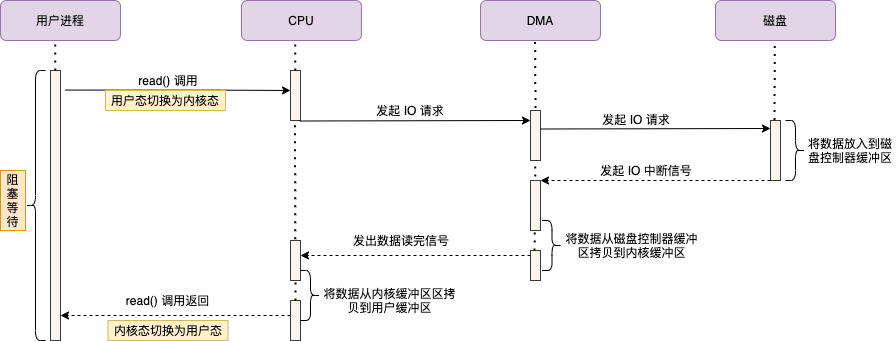 用户进程
CPU
DMA
磁盘
read() 调用
用户态切换为内核态
发起 IO 请求
发起 IO 请求
将数据放入到磁
盘控制器缓冲区
发起 IO 中断信号
阻
塞
等
待
将数据从磁盘控制器缓冲
区拷贝到内核缓冲区
发出数据读完信号
将数据从内核缓冲区区拷
贝到用户缓冲区
read() 调用返回
内核态切换为用户态